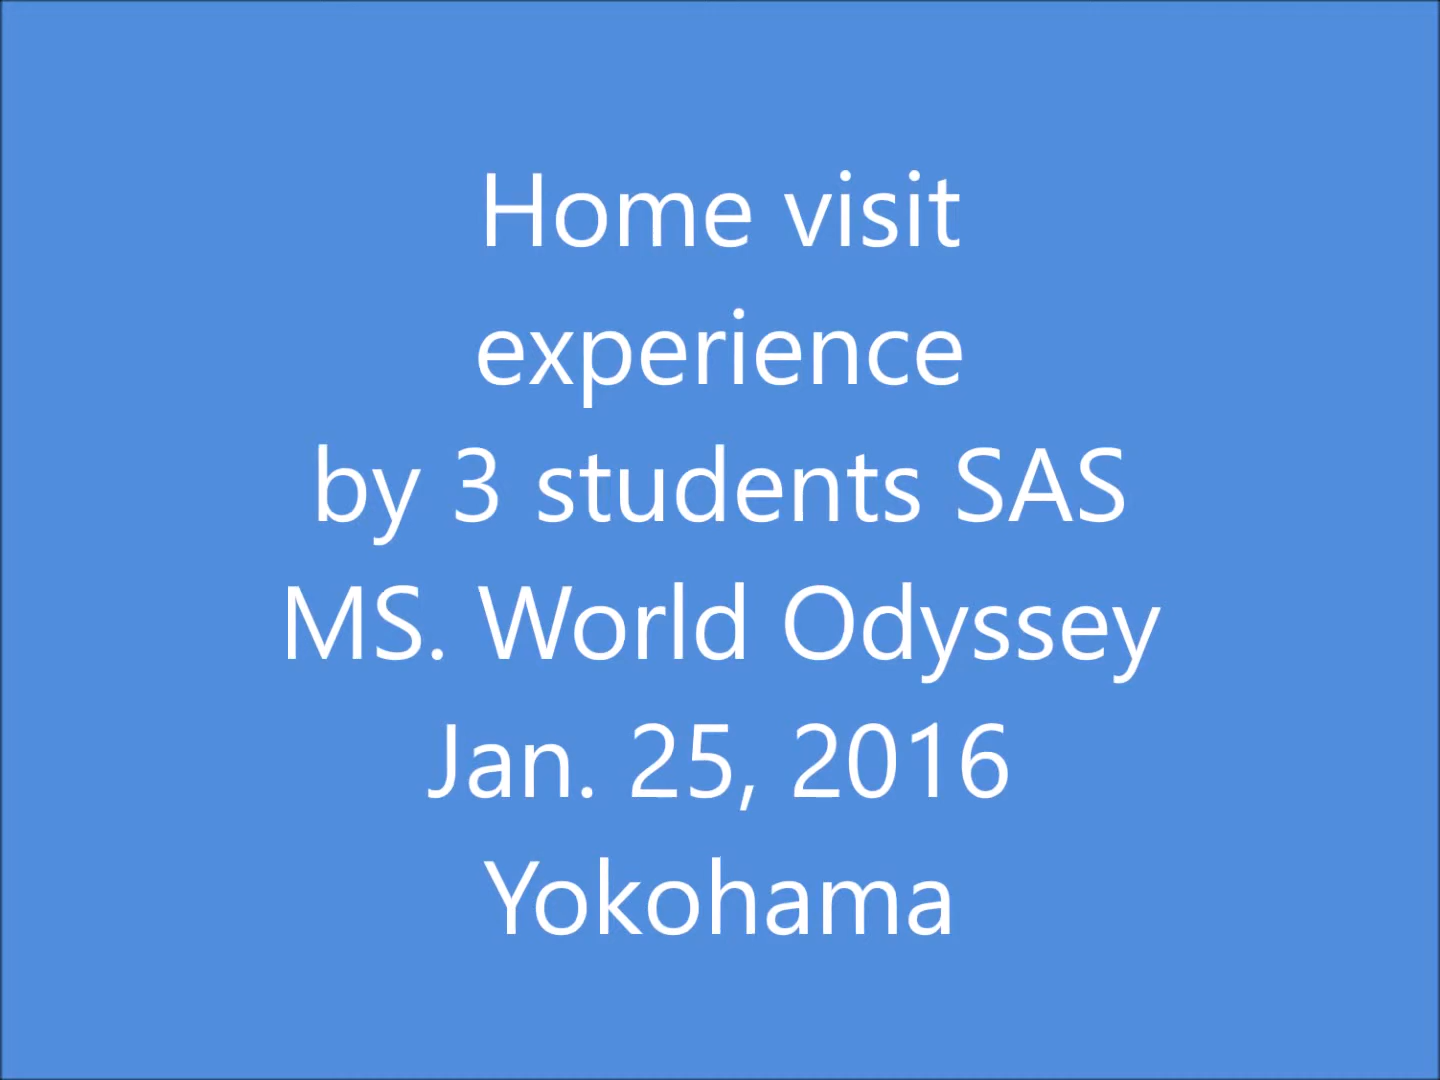 Home visit
experience
by 3 students SAS
MS. World Odyssey
Jan. 25, 2016
Yokohama